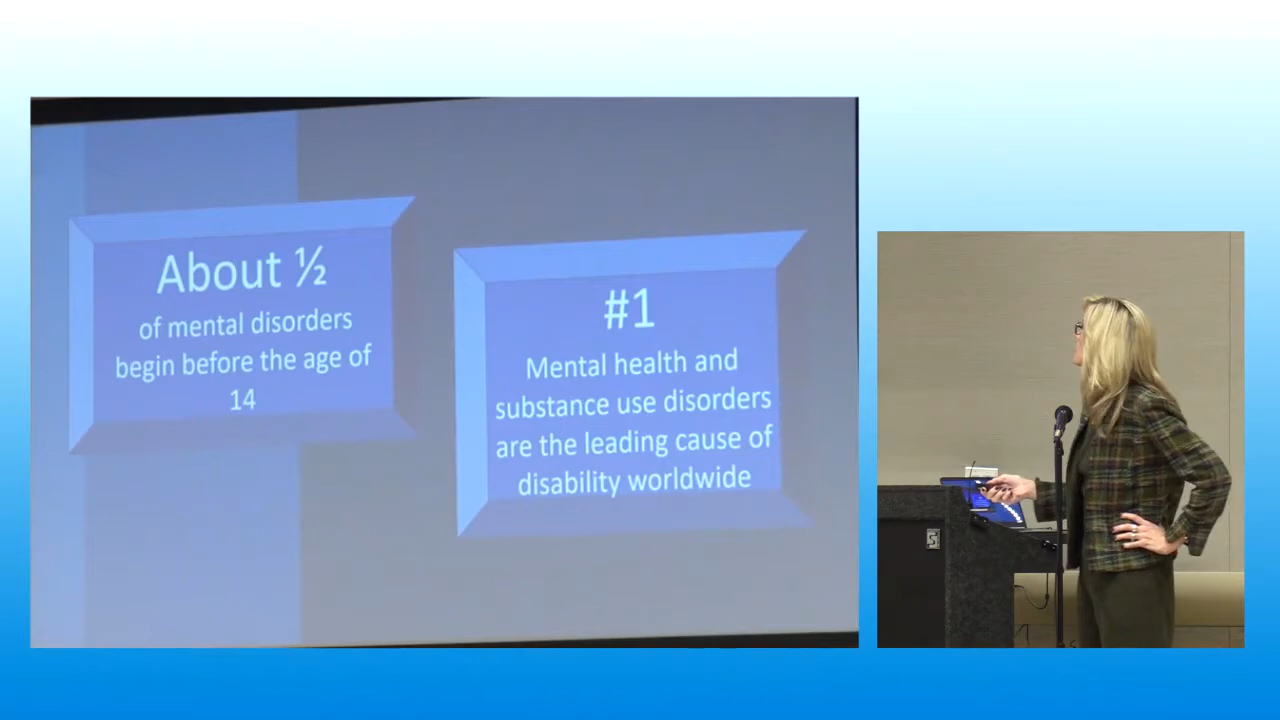 About ½
of mental disorders
begin before the age of
14
#1
Mental health and
substance use disorders
are the leading cause of
disability worldwide